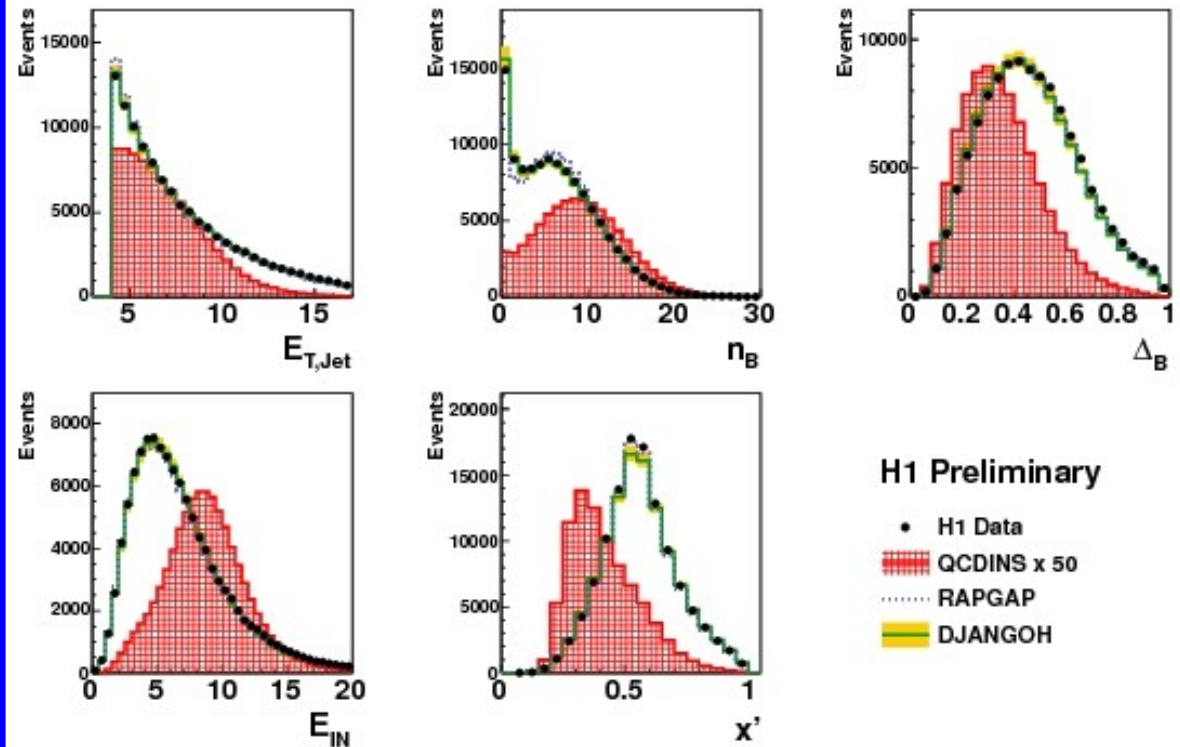 Events
15000
10000
5000
0
5 10 15
E_T,Jet
Events
15000
10000
5000
0
0 10 20 30
n_B
Events
10000
5000
0
0 0.2 0.4 0.6 0.8 1
Δ_B
Events
8000
6000
4000
2000
0
0 5 10 15 20
E_IN
Events
20000
15000
10000
5000
0
0 0.5 1
x'
H1 Preliminary
H1 Data
QCDINS x 50
RAPGAP
DJANGOH